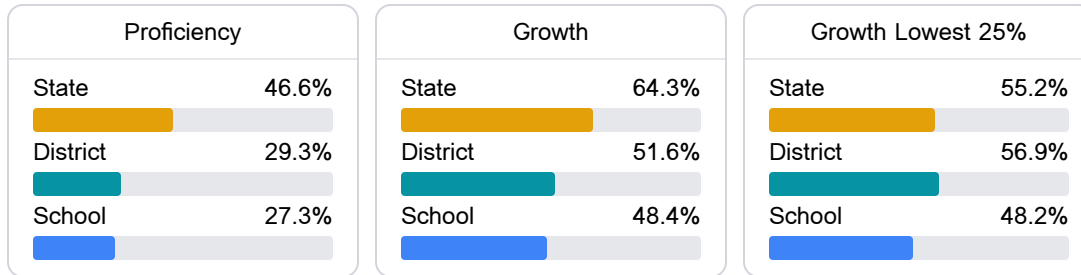 Proficiency
State 46.6%
District 29.3%
School 27.3%
Growth
State 64.3%
District 51.6%
School 48.4%
Growth Lowest 25%
State 55.2%
District 56.9%
School 48.2%